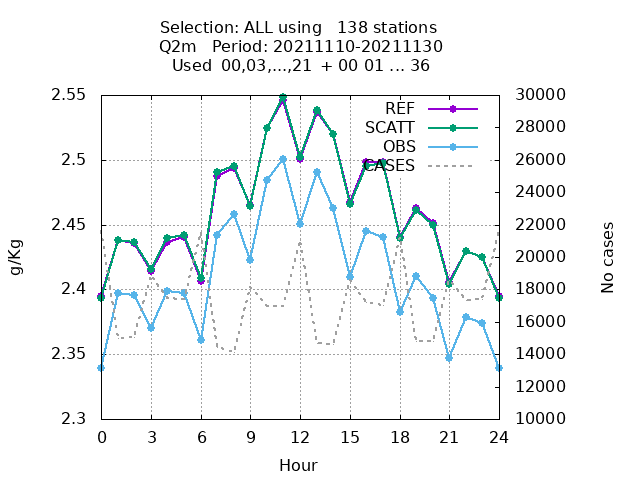 Selection: ALL using 138 stations
Q2m Period: 20211110-20211130
Used 00,03,...,21 + 00 01 ... 36
2.55
2.5
2.45
2.4
2.35
2.3
g/Kg
REF
SCATT
OBS
CASES
30000
28000
26000
24000
22000
20000
18000
16000
14000
12000
10000
No cases
0 3 6 9 12 15 18 21 24
Hour